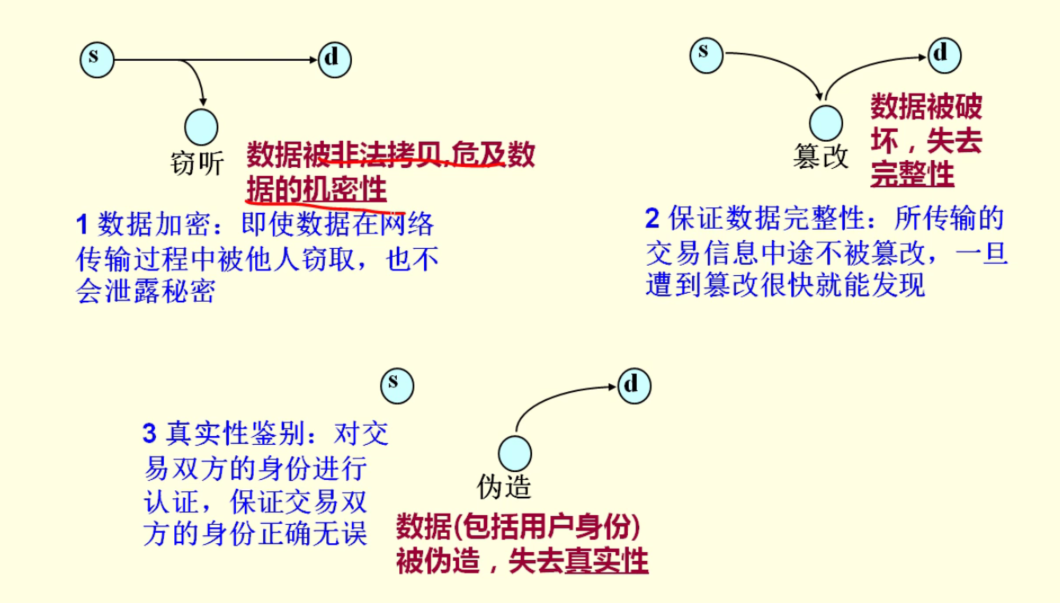 s
d
窃听
数据被非法拷贝,危及数
据的机密性
1 数据加密：即使数据在网络
传输过程中被他人窃取，也不
会泄露秘密
s
d
篡改
数据被破
坏，失去
完整性
2 保证数据完整性：所传输的
交易信息中途不被篡改，一旦
遭到篡改很快就能发现
s
d
3 真实性鉴别：对交
易双方的身份进行
认证，保证交易双
方的身份正确无误
伪造
数据(包括用户身份)
被伪造，失去真实性